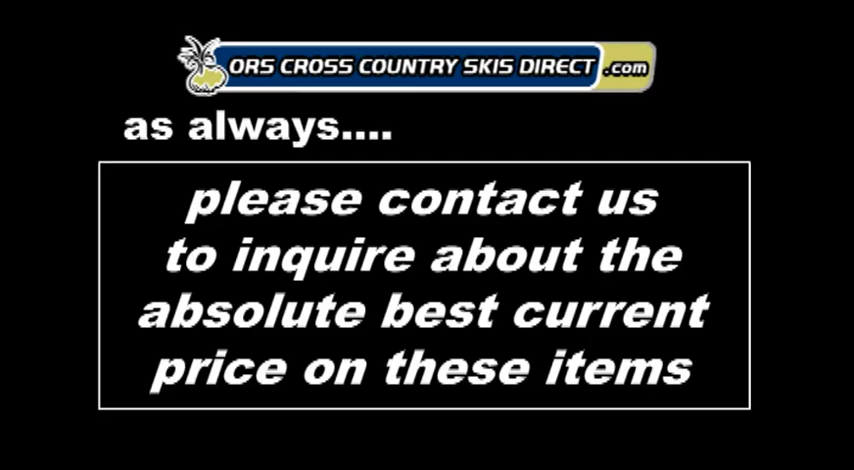 ORS CROSS COUNTRY SKIS DIRECT.com
as always....
please contact us
to inquire about the
absolute best current
price on these items